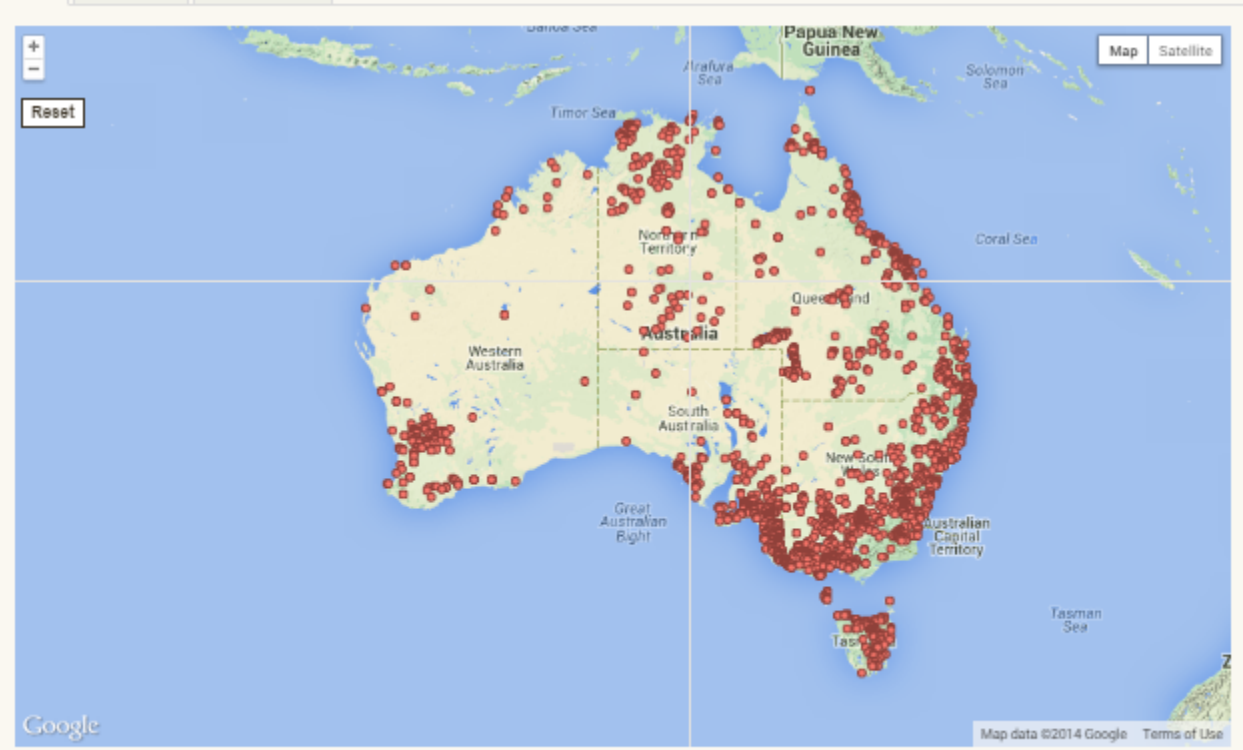 Banda Sea
Papua New
Guinea
+
−
Map Satellite
Arafura
Sea
Solomon
Sea
Reset
Timor Sea
Northern
Territory
Coral Sea
Queensland
Australia
Western
Australia
South
Australia
New South
Wales
Great
Australian
Bight
Australian
Capital
Territory
Tasman
Sea
Z
Google
Map data ©2014 Google Terms of Use